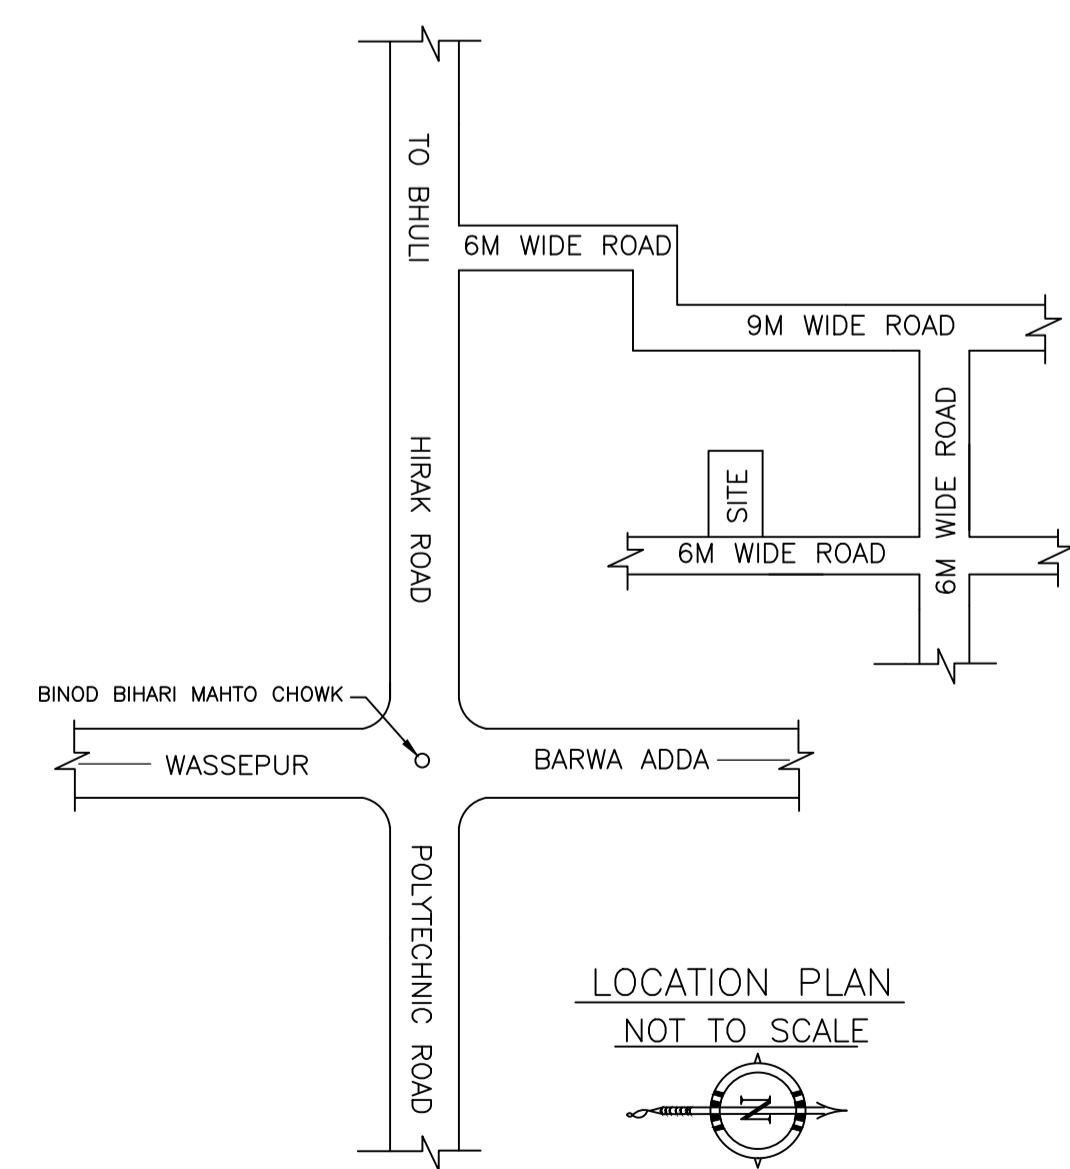 TO BHULI
6M WIDE ROAD
9M WIDE ROAD
6M WIDE ROAD
HIRAK ROAD
SITE
6M WIDE ROAD
BINOD BIHARI MAHTO CHOWK
WASSEPUR
BARWA ADDA
POLYTECHNIC ROAD
LOCATION PLAN
NOT TO SCALE
N